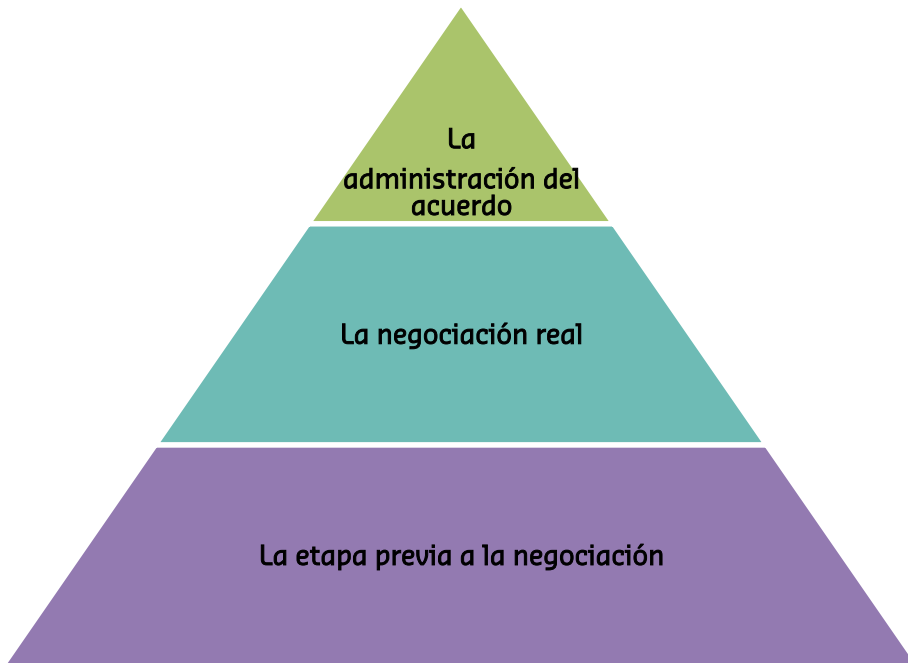 La
administración del
acuerdo
La negociación real
La etapa previa a la negociación